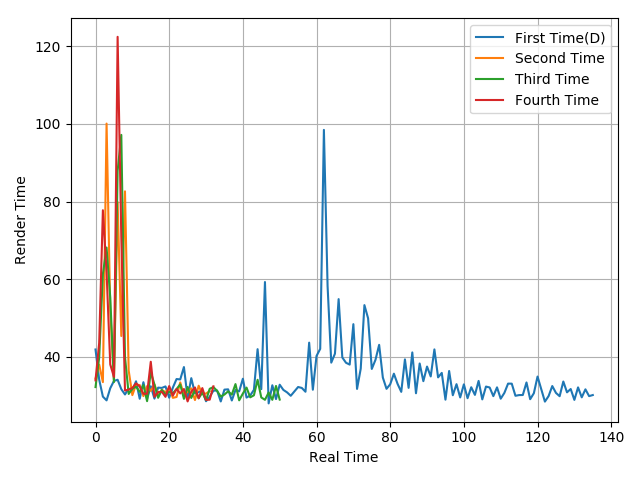 First Time(D)
Second Time
Third Time
Fourth Time
120
100
80
60
40
Render Time
0 20 40 60 80 100 120 140
Real Time